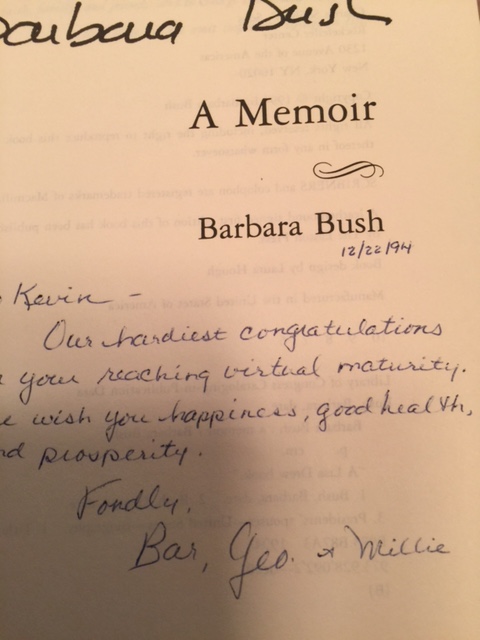 Barbara Bush
A Memoir
Barbara Bush
12/22/94
Kevin -
Our hardiest congratulations
you reaching virtual maturity.
wish you happiness, good health,
nd prosperity.
Fondly,
Bar, Geo. & Millie